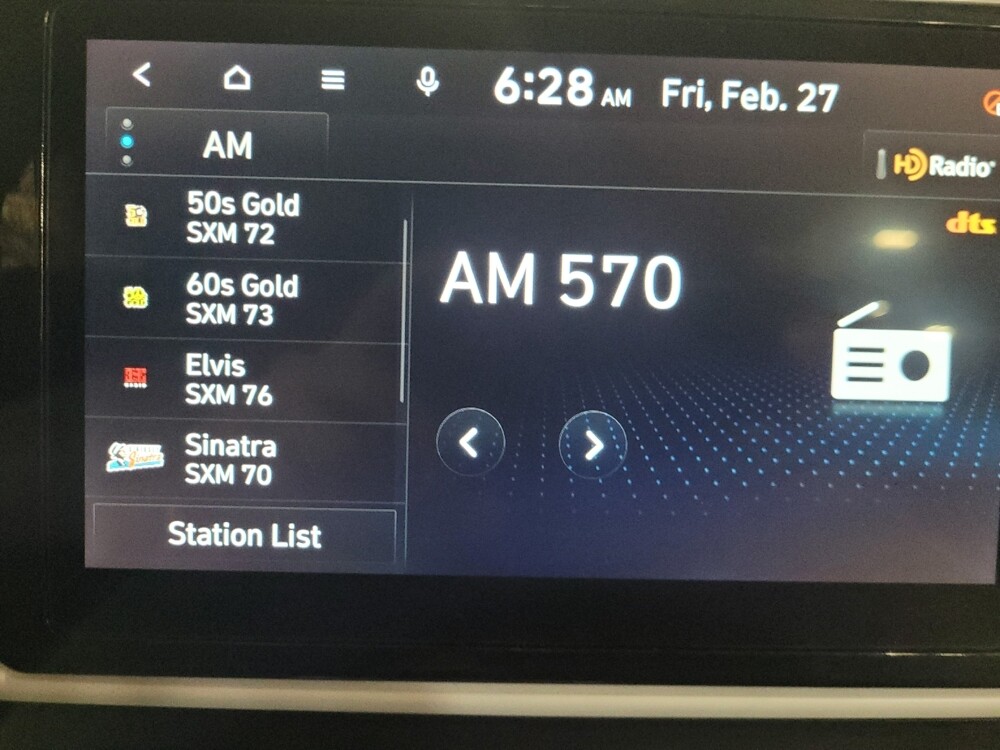 6:28 AM Fri, Feb. 27
AM
HD Radio
dts
50s Gold
SXM 72
60s Gold
SXM 73
Elvis
SXM 76
Sinatra
SXM 70
Station List
AM 570